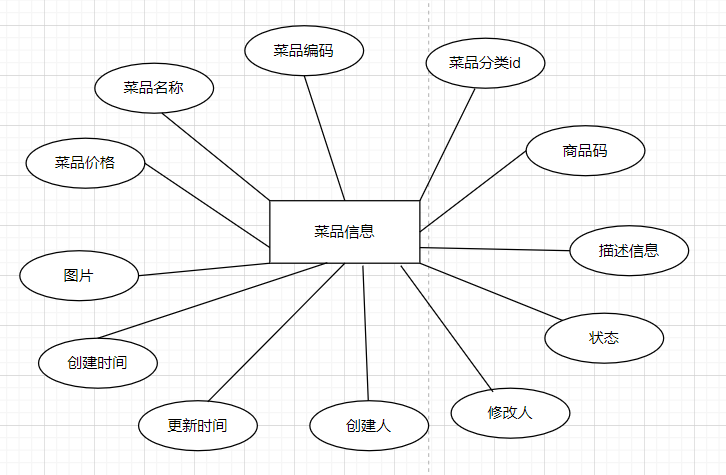 菜品编码
菜品分类id
菜品名称
商品码
菜品价格
菜品信息
描述信息
图片
状态
创建时间
修改人
更新时间
创建人